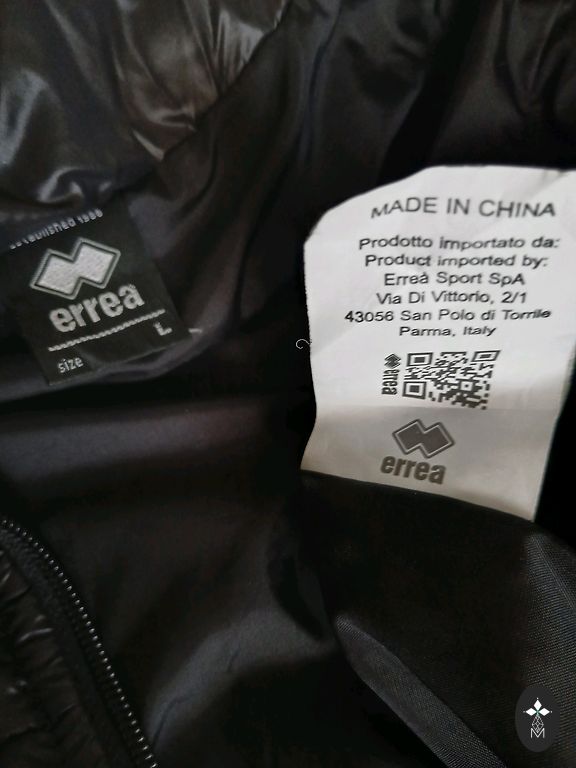 established 1988
errea
L
size
MADE IN CHINA
Prodotto importato da:
Product imported by:
Erreà Sport SpA
Via Di Vittorio, 2/1
43056 San Polo di Torrile
Parma, Italy
errea
errea
M